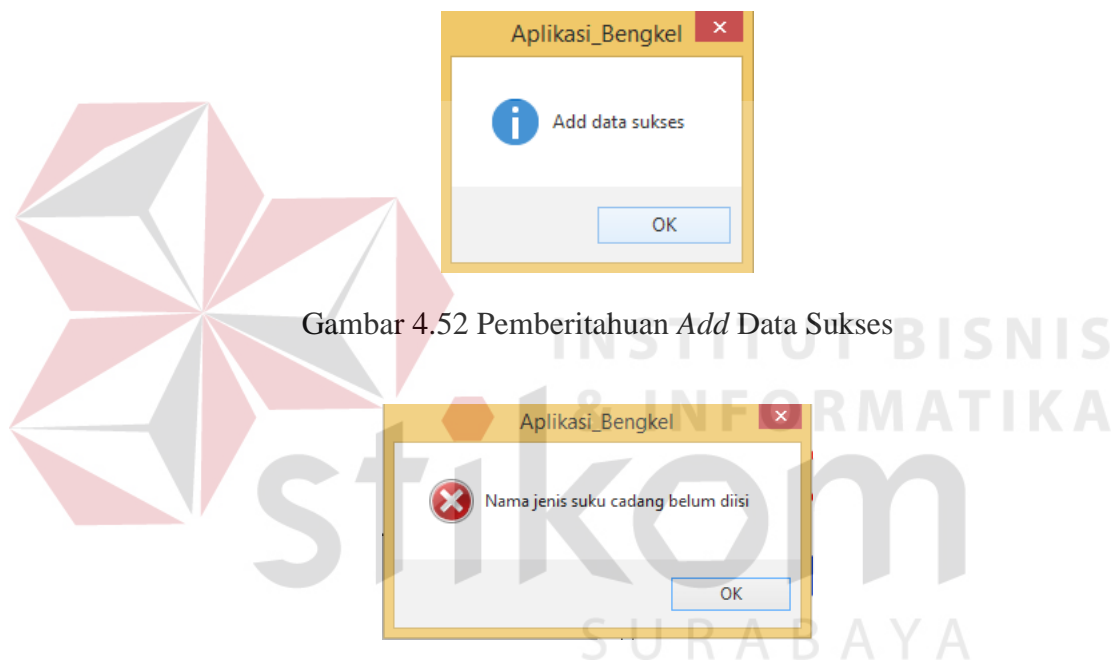 Aplikasi_Bengkel
Add data sukses
OK
Gambar 4.52 Pemberitahuan Add Data Sukses
INSTITUT BISNIS
& INFORMATIKA
Aplikasi_Bengkel
stikom
Nama jenis suku cadang belum diisi
OK
SURABAYA